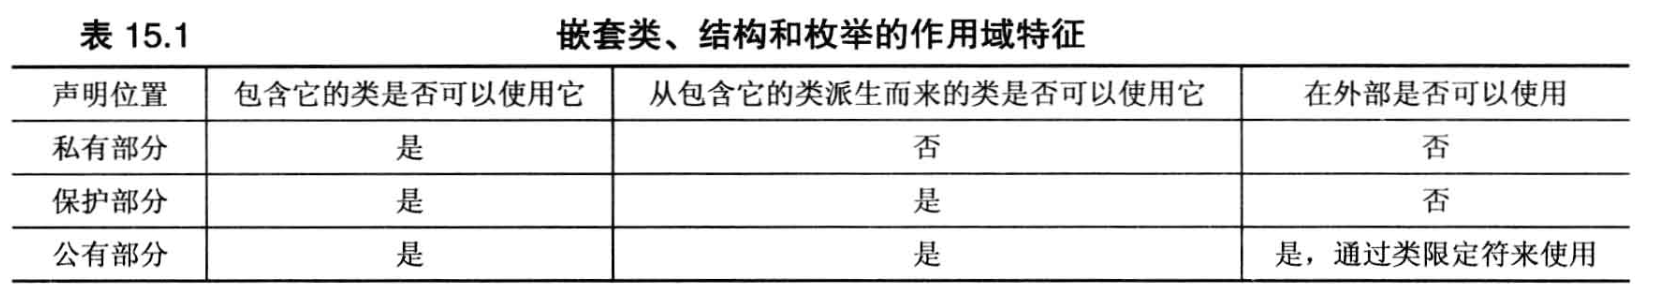 表 15.1 嵌套类、结构和枚举的作用域特征
声明位置 包含它的类是否可以使用它 从包含它的类派生而来的类是否可以使用它 在外部是否可以使用
私有部分 是 否 否
保护部分 是 是 否
公有部分 是 是 是，通过类限定符来使用